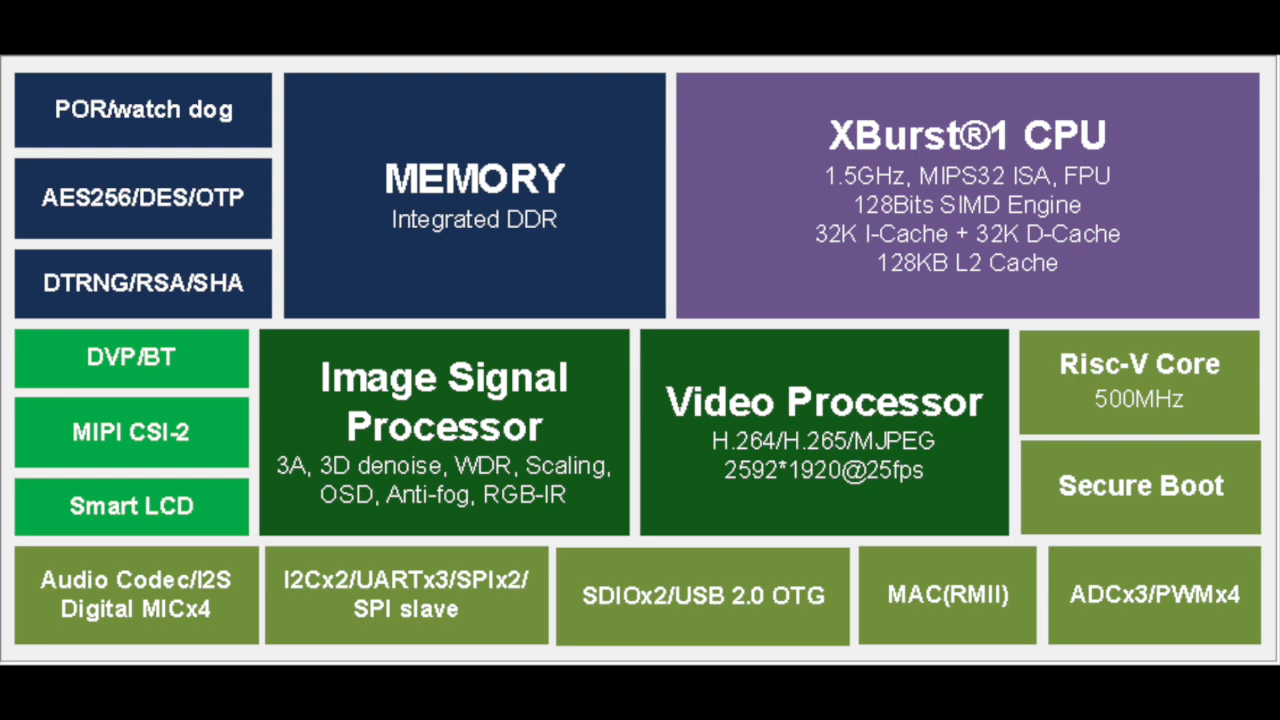 POR/watch dog
AES256/DES/OTP
DTRNG/RSA/SHA
MEMORY
Integrated DDR
XBurst®1 CPU
1.5GHz, MIPS32 ISA, FPU
128Bits SIMD Engine
32K I-Cache + 32K D-Cache
128KB L2 Cache
DVP/BT
MIPI CSI-2
Smart LCD
Image Signal
Processor
3A, 3D denoise, WDR, Scaling,
OSD, Anti-fog, RGB-IR
Video Processor
H.264/H.265/MJPEG
2592*1920@25fps
Risc-V Core
500MHz
Secure Boot
Audio Codec/I2S
Digital MICx4
I2Cx2/UARTx3/SPIx2/
SPI slave
SDIOx2/USB 2.0 OTG
MAC(RMII)
ADCx3/PWMx4